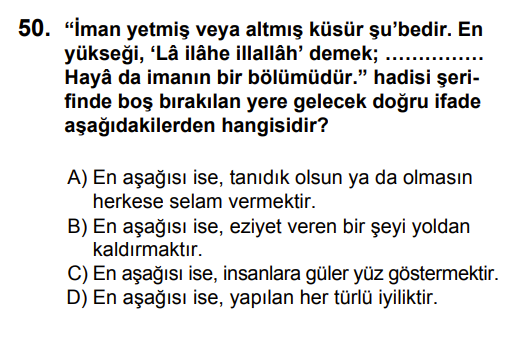 50. “İman yetmiş veya altmış küsür şu’bedir. En
yükseği, ‘Lâ ilâhe illallâh’ demek; ……………
Hayâ da imanın bir bölümüdür.” hadisi şeri-
finde boş bırakılan yere gelecek doğru ifade
aşağıdakilerden hangisidir?
A) En aşağısı ise, tanıdık olsun ya da olmasın
herkese selam vermektir.
B) En aşağısı ise, eziyet veren bir şeyi yoldan
kaldırmaktır.
C) En aşağısı ise, insanlara güler yüz göstermektir.
D) En aşağısı ise, yapılan her türlü iyiliktir.